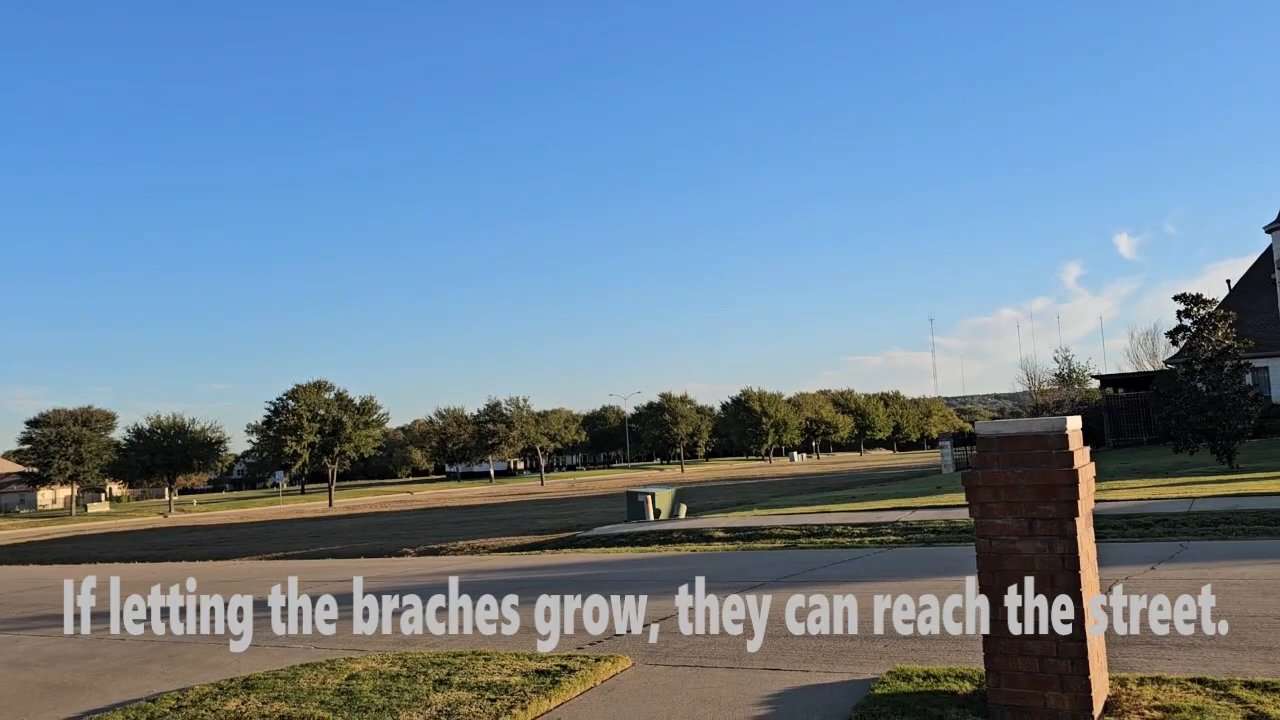 If letting the braches grow, they can reach the street.